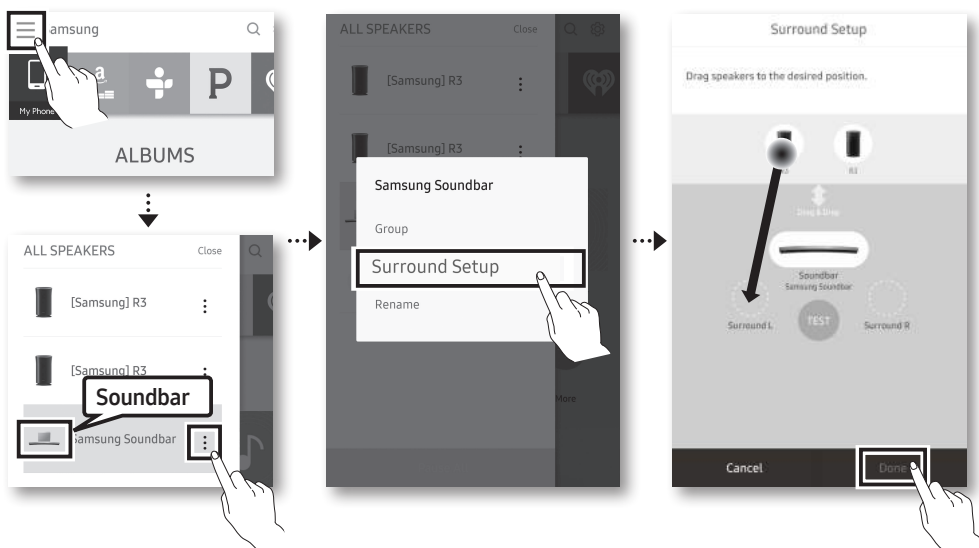 Samsung
a
P
My Phone
ALBUMS
ALL SPEAKERS Close
[Samsung] R3
[Samsung] R3
Soundbar
Samsung Soundbar
ALL SPEAKERS Close
[Samsung] R3
[Samsung] R3
Samsung Soundbar
Group
Surround Setup
Rename
More
Surround Setup
Drag speakers to the desired position.
R3 R3
Drag & Drop
Soundbar
Samsung Soundbar
Surround L TEST Surround R
Cancel Done